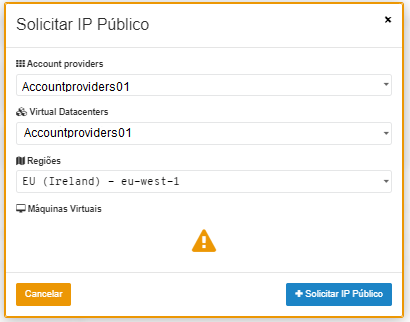 Solicitar IP Público
Account providers
Accountproviders01
Virtual Datacenters
Accountproviders01
Regiões
EU (Ireland) - eu-west-1
Máquinas Virtuais
Cancelar
Solicitar IP Público